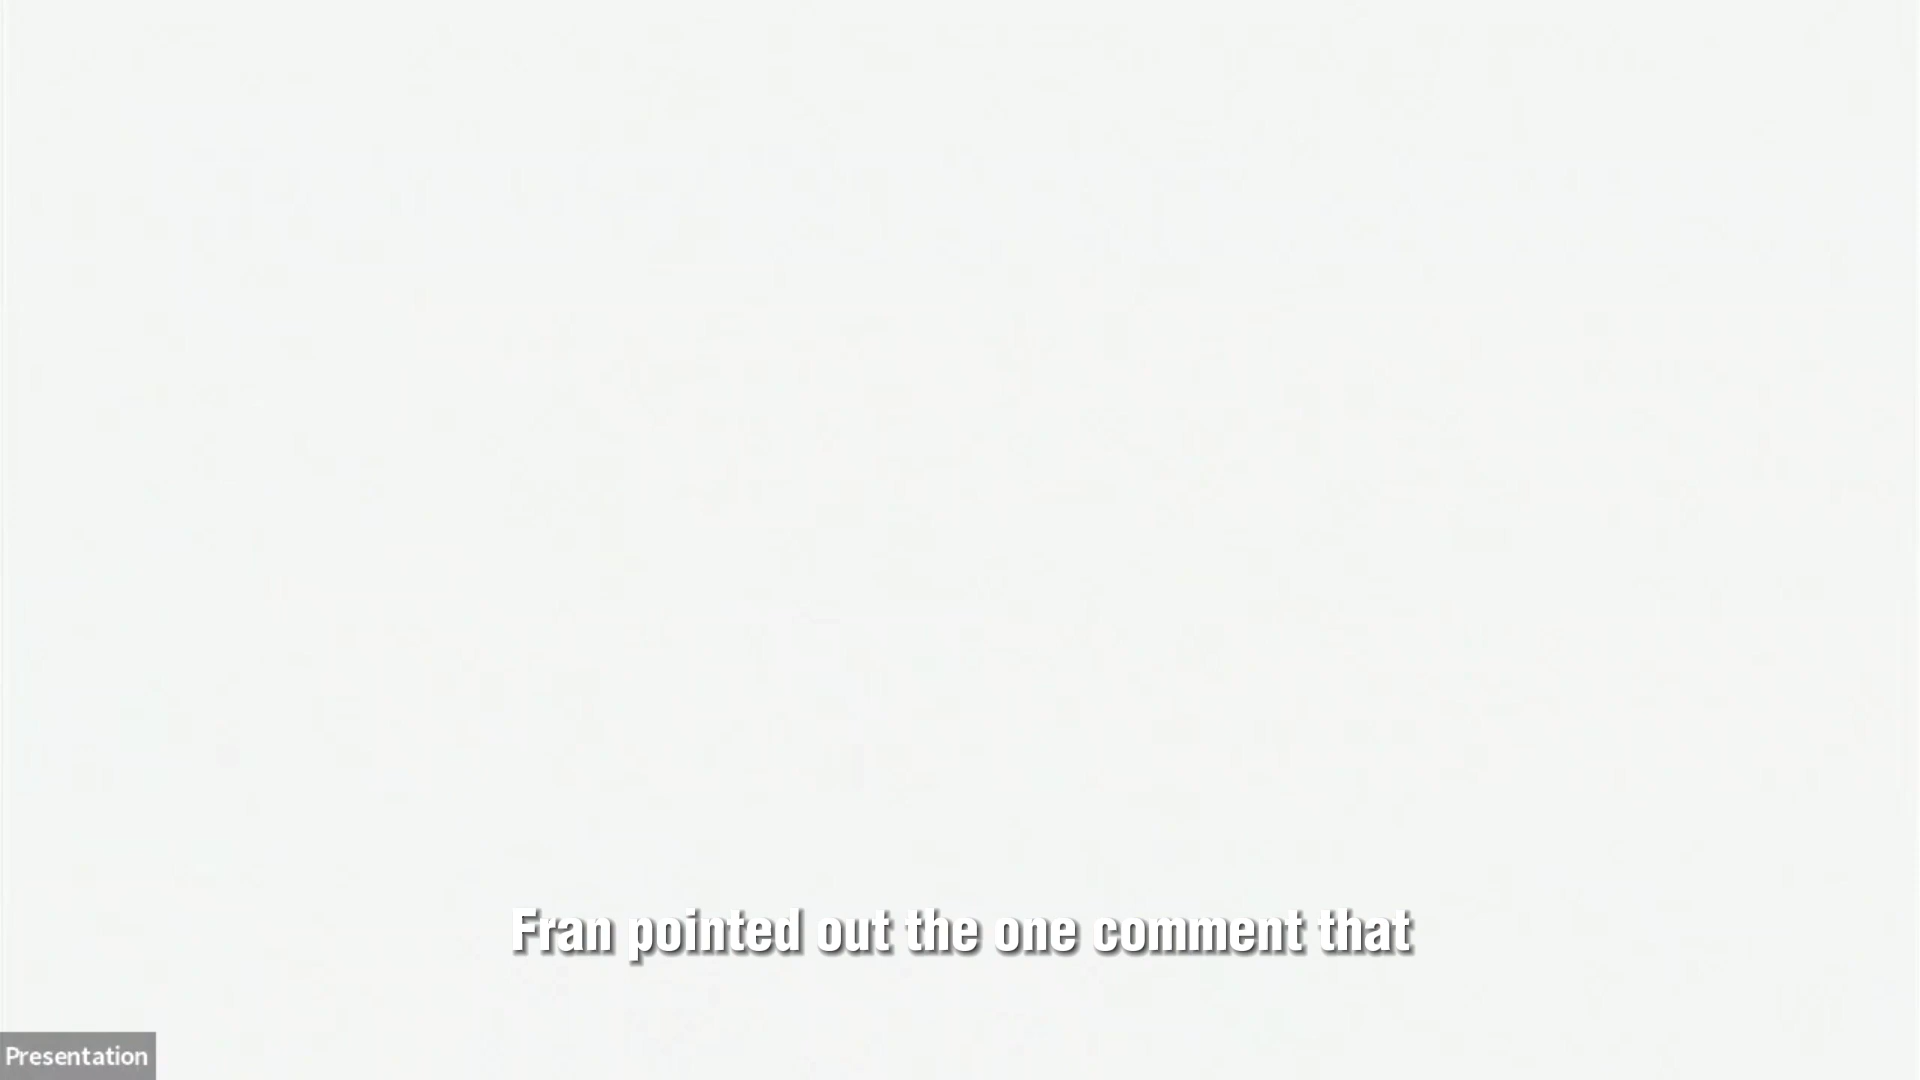 Fran pointed out the one comment that
Presentation